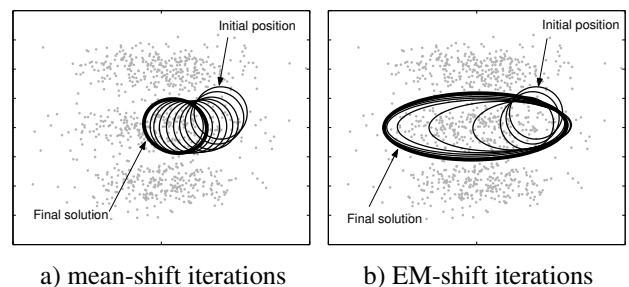 Initial position
Final solution
a) mean-shift iterations
Initial position
Final solution
b) EM-shift iterations